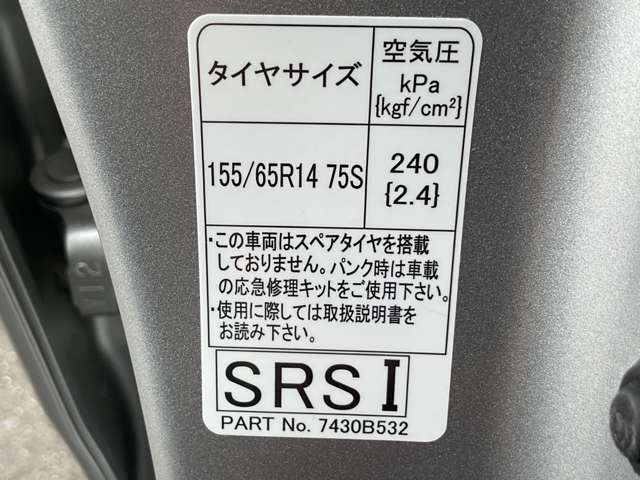 タイヤサイズ
空気圧
kPa
{kgf/cm²}
155/65R14 75S
240
{2.4}
・この車両はスペアタイヤを搭載
しておりません。パンク時は車載
の応急修理キットをご使用下さい。
・使用に際しては取扱説明書を
お読み下さい。
SRS I
PART No. 7430B532
Y12